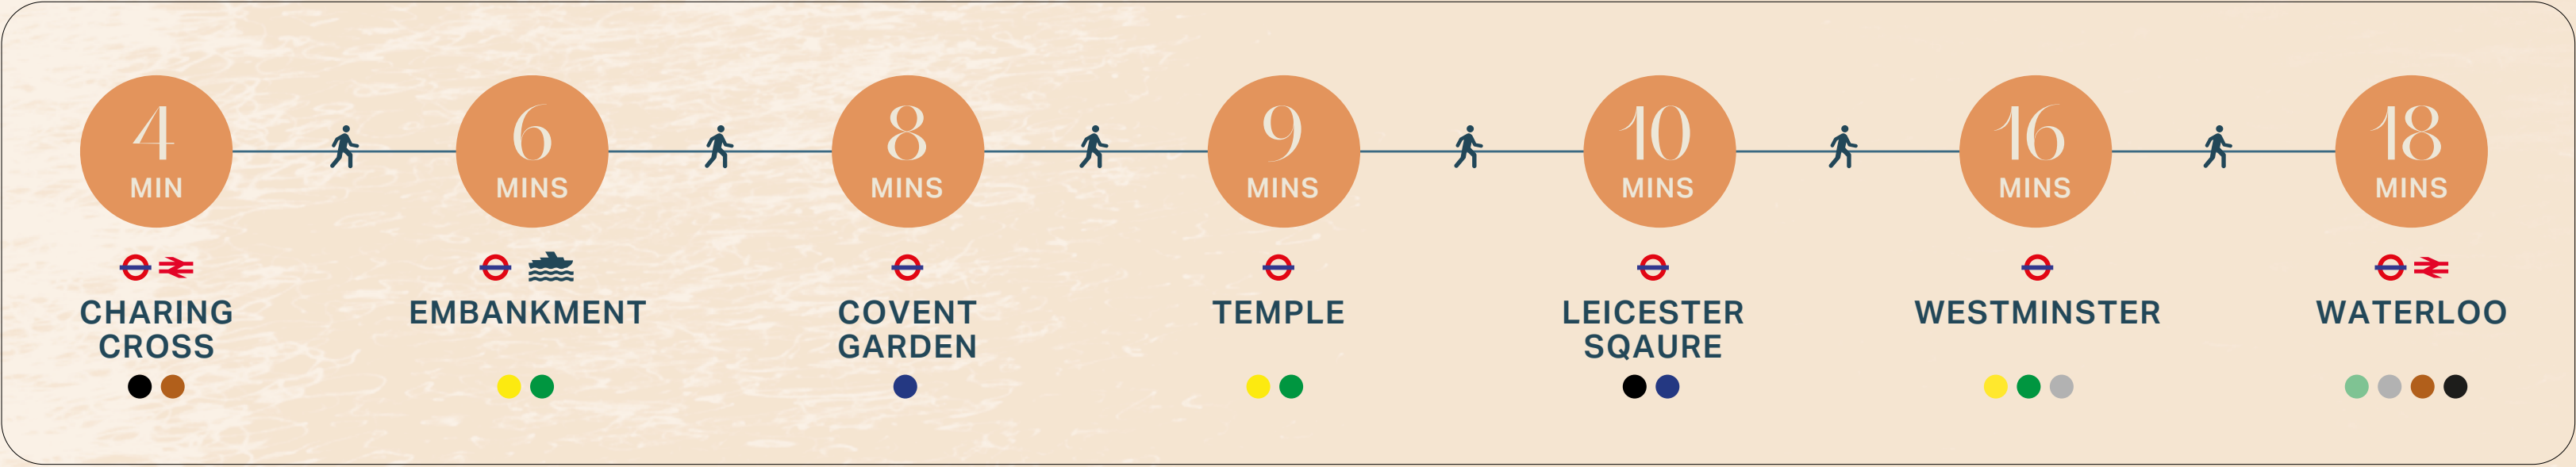 4
MIN
6
MINS
8
MINS
9
MINS
10
MINS
16
MINS
18
MINS
CHARING
CROSS
EMBANKMENT
COVENT
GARDEN
TEMPLE
LEICESTER
SQAURE
WESTMINSTER
WATERLOO